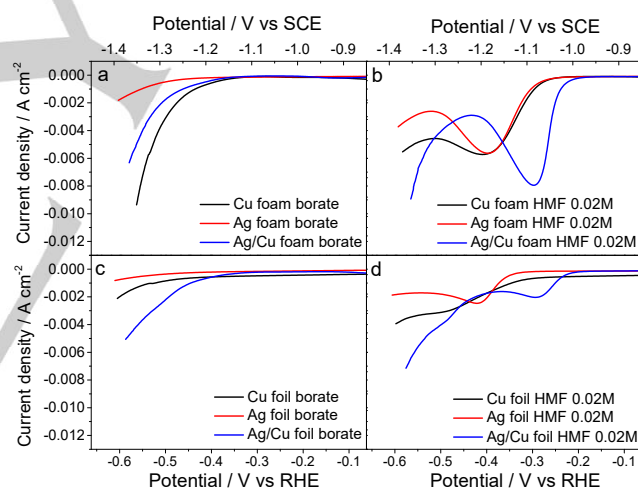 Potential / V vs SCE
Potential / V vs SCE
-1.4 -1.3 -1.2 -1.1 -1.0 -0.9
-1.4 -1.3 -1.2 -1.1 -1.0 -0.9
Current density / A cm-2
0.000
-0.002
-0.004
-0.006
-0.008
-0.010
-0.012
a
Cu foam borate
Ag foam borate
Ag/Cu foam borate
b
Cu foam HMF 0.02M
Ag foam HMF 0.02M
Ag/Cu foam HMF 0.02M
Current density / A cm-2
0.000
-0.002
-0.004
-0.006
-0.008
-0.010
-0.012
c
Cu foil borate
Ag foil borate
Ag/Cu foil borate
d
Cu foil HMF 0.02M
Ag foil HMF 0.02M
Ag/Cu foil HMF 0.02M
-0.6 -0.5 -0.4 -0.3 -0.2 -0.1
-0.6 -0.5 -0.4 -0.3 -0.2 -0.1
Potential / V vs RHE
Potential / V vs RHE